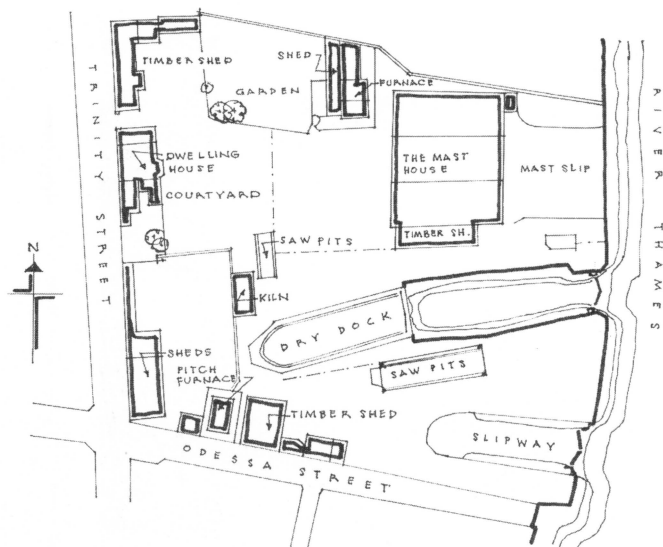 TIMBER SHED
SHED
GARDEN
FURNACE
TRINITY STREET
DWELLING
HOUSE
COURTYARD
THE MAST
HOUSE
MAST SLIP
RIVER THAMES
TIMBER SH.
SAW PITS
N
KILN
DRY DOCK
SHEDS
PITCH
FURNACE
SAW PITS
TIMBER SHED
SLIPWAY
ODESSA STREET